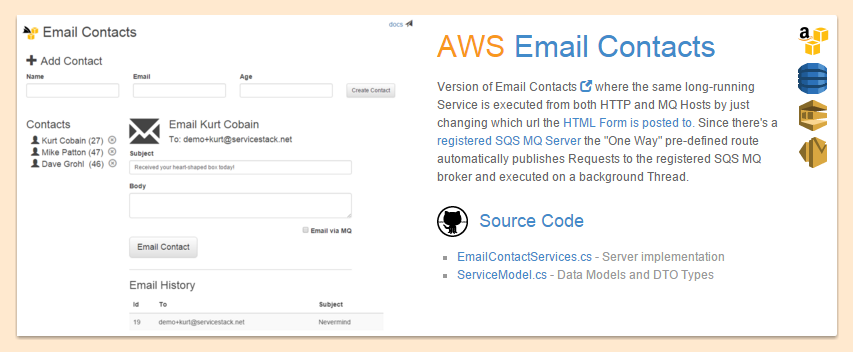 Email Contacts
docs
Add Contact
Name Email Age
Create Contact
Contacts
Kurt Cobain (27)
Mike Patton (47)
Dave Grohl (46)
Email Kurt Cobain
To: demo+kurt@servicestack.net
Subject
Received your heart-shaped box today!
Body
Email via MQ
Email Contact
Email History
Id To Subject
19 demo+kurt@servicestack.net Nevermind
AWS Email Contacts
Version of Email Contacts where the same long-running
Service is executed from both HTTP and MQ Hosts by just
changing which url the HTML Form is posted to. Since there's a
registered SQS MQ Server the "One Way" pre-defined route
automatically publishes Requests to the registered SQS MQ
broker and executed on a background Thread.
Source Code
EmailContactServices.cs - Server implementation
ServiceModel.cs - Data Models and DTO Types
a